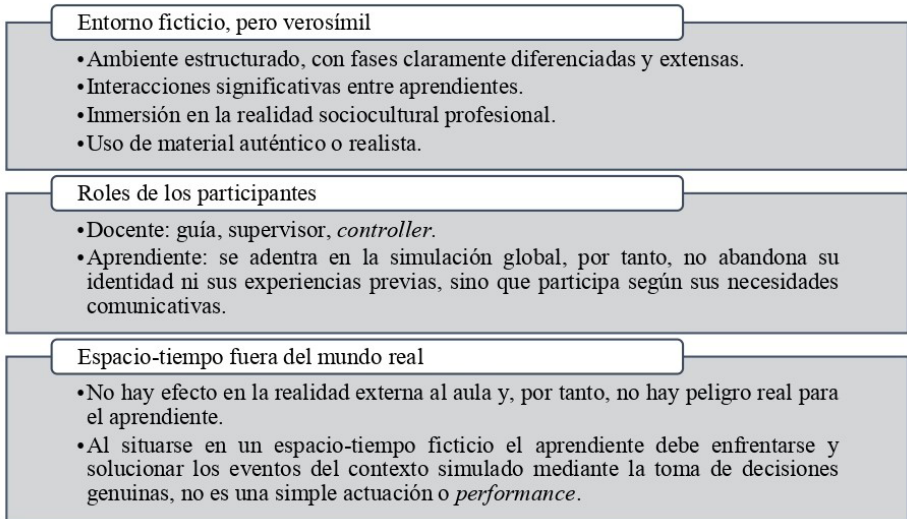 Entorno ficticio, pero verosímil
•Ambiente estructurado, con fases claramente diferenciadas y extensas.
•Interacciones significativas entre aprendientes.
•Inmersión en la realidad sociocultural profesional.
•Uso de material auténtico o realista.
Roles de los participantes
•Docente: guía, supervisor, controller.
•Aprendiente: se adentra en la simulación global, por tanto, no abandona su
identidad ni sus experiencias previas, sino que participa según sus necesidades
comunicativas.
Espacio-tiempo fuera del mundo real
•No hay efecto en la realidad externa al aula y, por tanto, no hay peligro real para
el aprendiente.
•Al situarse en un espacio-tiempo ficticio el aprendiente debe enfrentarse y
solucionar los eventos del contexto simulado mediante la toma de decisiones
genuinas, no es una simple actuación o performance.